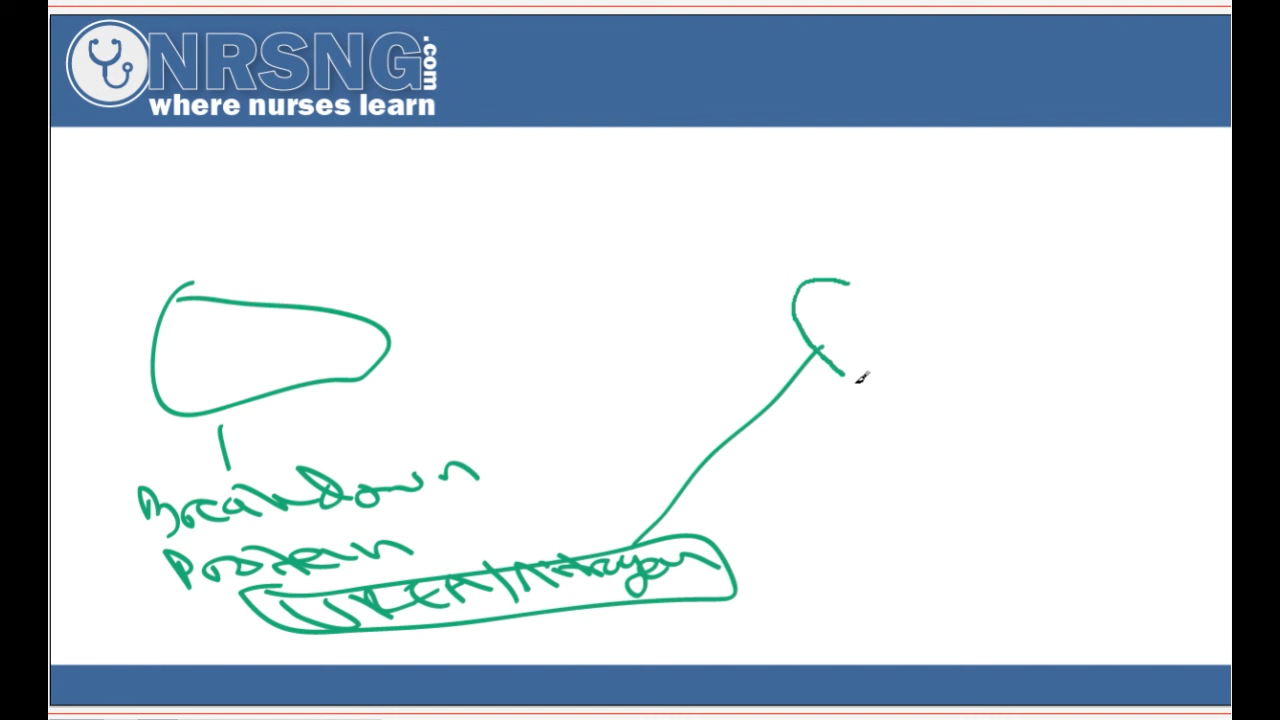 NRSNG.com
where nurses learn
Breakdown
Protein
UREA/Nitrogen